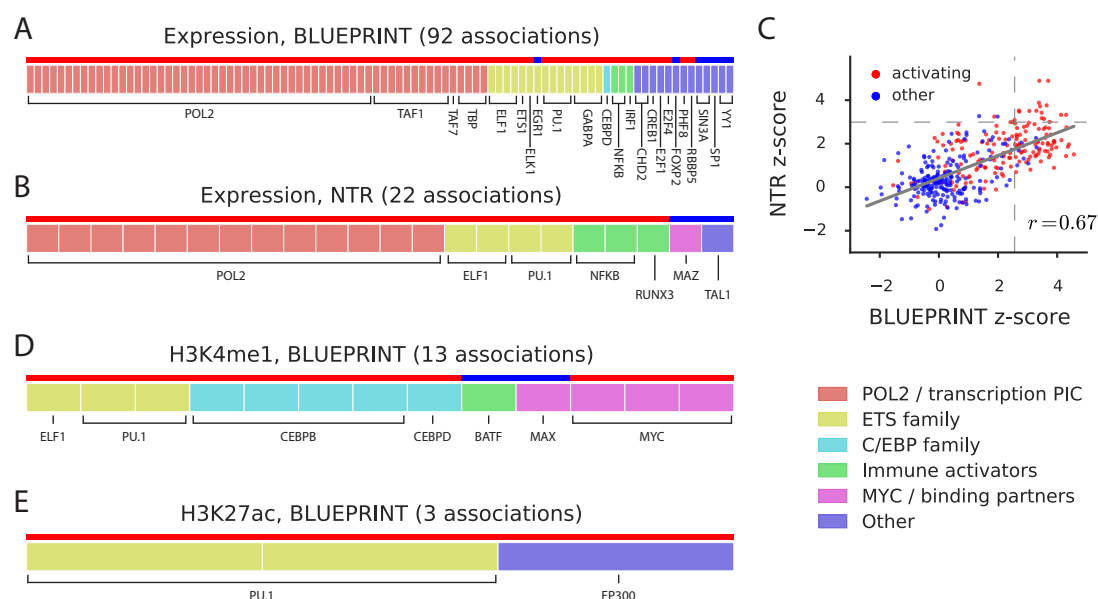 A
Expression, BLUEPRINT (92 associations)
POL2
TAF1
TAF7
TBP
ELF1
ETS1
ELK1
EGR1
PU.1
GABPA
CEBPD
NFKB
IRF1
CHD2
CREB1
E2F1
E2F4
FOXP2
PHF8
RBBP5
SIN3A
SP1
YY1
B
Expression, NTR (22 associations)
POL2
ELF1
PU.1
NFKB
RUNX3
MAZ
TAL1
C
activating
other
NTR z-score
4
2
0
−2
r = 0.67
−2 0 2 4
BLUEPRINT z-score
D
H3K4me1, BLUEPRINT (13 associations)
ELF1
PU.1
CEBPB
CEBPD
BATF
MAX
MYC
E
H3K27ac, BLUEPRINT (3 associations)
PU.1
EP300
POL2 / transcription PIC
ETS family
C/EBP family
Immune activators
MYC / binding partners
Other